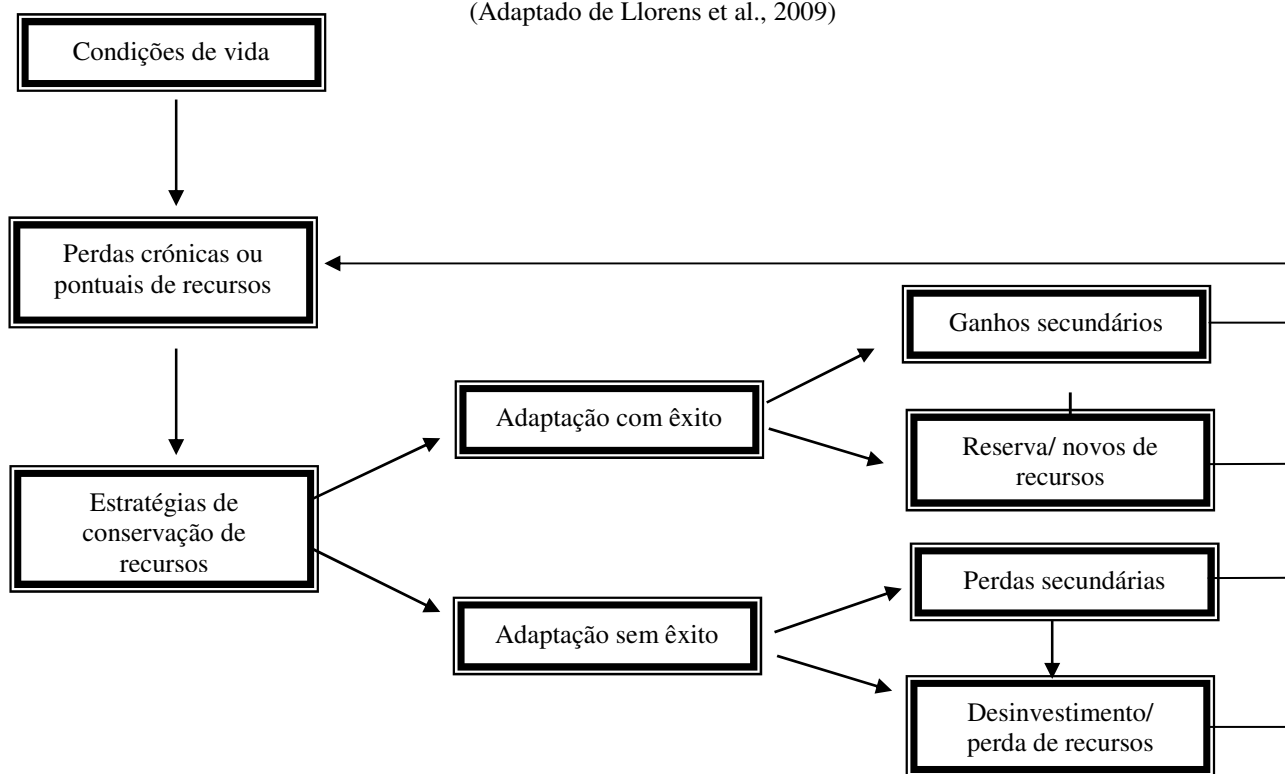 (Adaptado de Llorens et al., 2009)
Condições de vida
Perdas crónicas ou
pontuais de recursos
Ganhos secundários
Adaptação com êxito
Reserva/ novos de
recursos
Estratégias de
conservação de
recursos
Perdas secundárias
Adaptação sem êxito
Desinvestimento/
perda de recursos